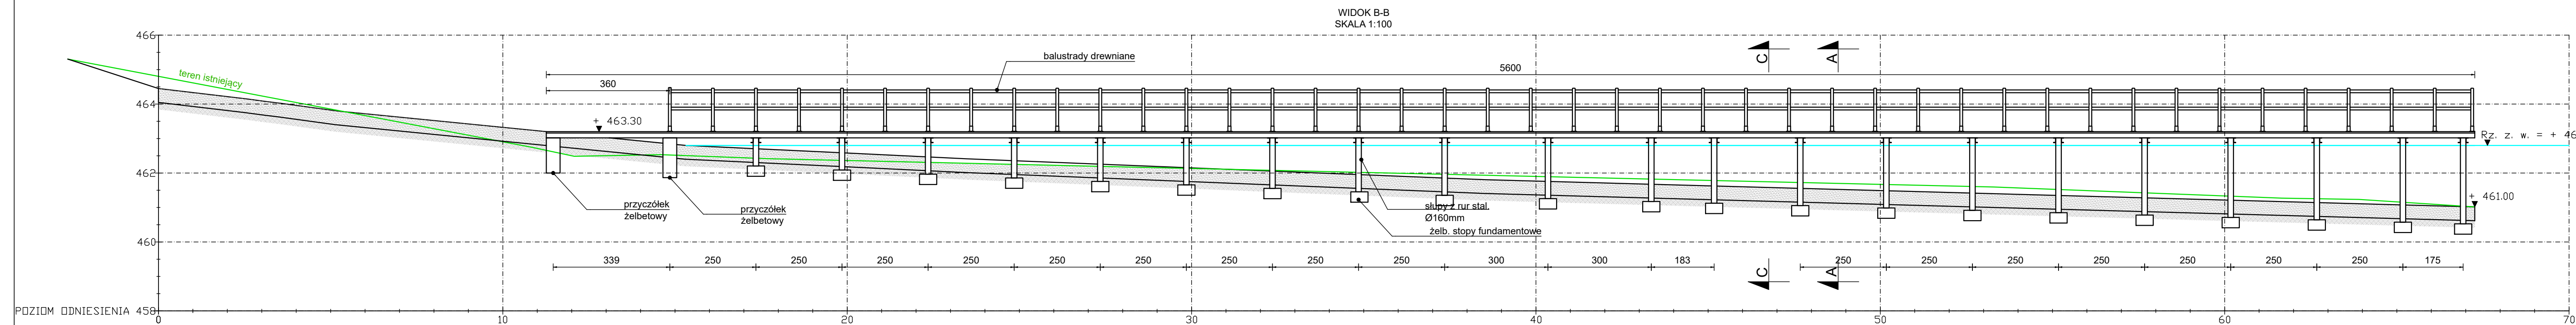 WIDOK B-B
SKALA 1:100
466
balustrady drewniane
C
A
teren istniejący
5600
360
464
+ 463.30
Rz. z. w. = + 46
462
+ 461.00
przyczółek
żelbetowy
przyczółek
żelbetowy
słupy z rur stal.
Ø160mm
żelb. stopy fundamentowe
460
339 250 250 250 250 250 250 250 250 250 300 300 183 250 250 250 250 250 250 250 250 175
C
A
POZIOM ODNIESIENIA 458
0 10 20 30 40 50 60 70